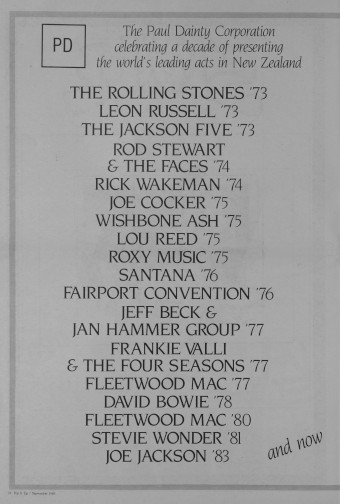 PD
The Paul Dainty Corporation
celebrating a decade of presenting
the world's leading acts in New Zealand
THE ROLLING STONES '73
LEON RUSSELL '73
THE JACKSON FIVE '73
ROD STEWART
& THE FACES '74
RICK WAKEMAN '74
JOE COCKER '75
WISHBONE ASH '75
LOU REED '75
ROXY MUSIC '75
SANTANA '76
FAIRPORT CONVENTION '76
JEFF BECK &
JAN HAMMER GROUP '77
FRANKIE VALLI
& THE FOUR SEASONS '77
FLEETWOOD MAC '77
DAVID BOWIE '78
FLEETWOOD MAC '80
STEVIE WONDER '81
JOE JACKSON '83
and now